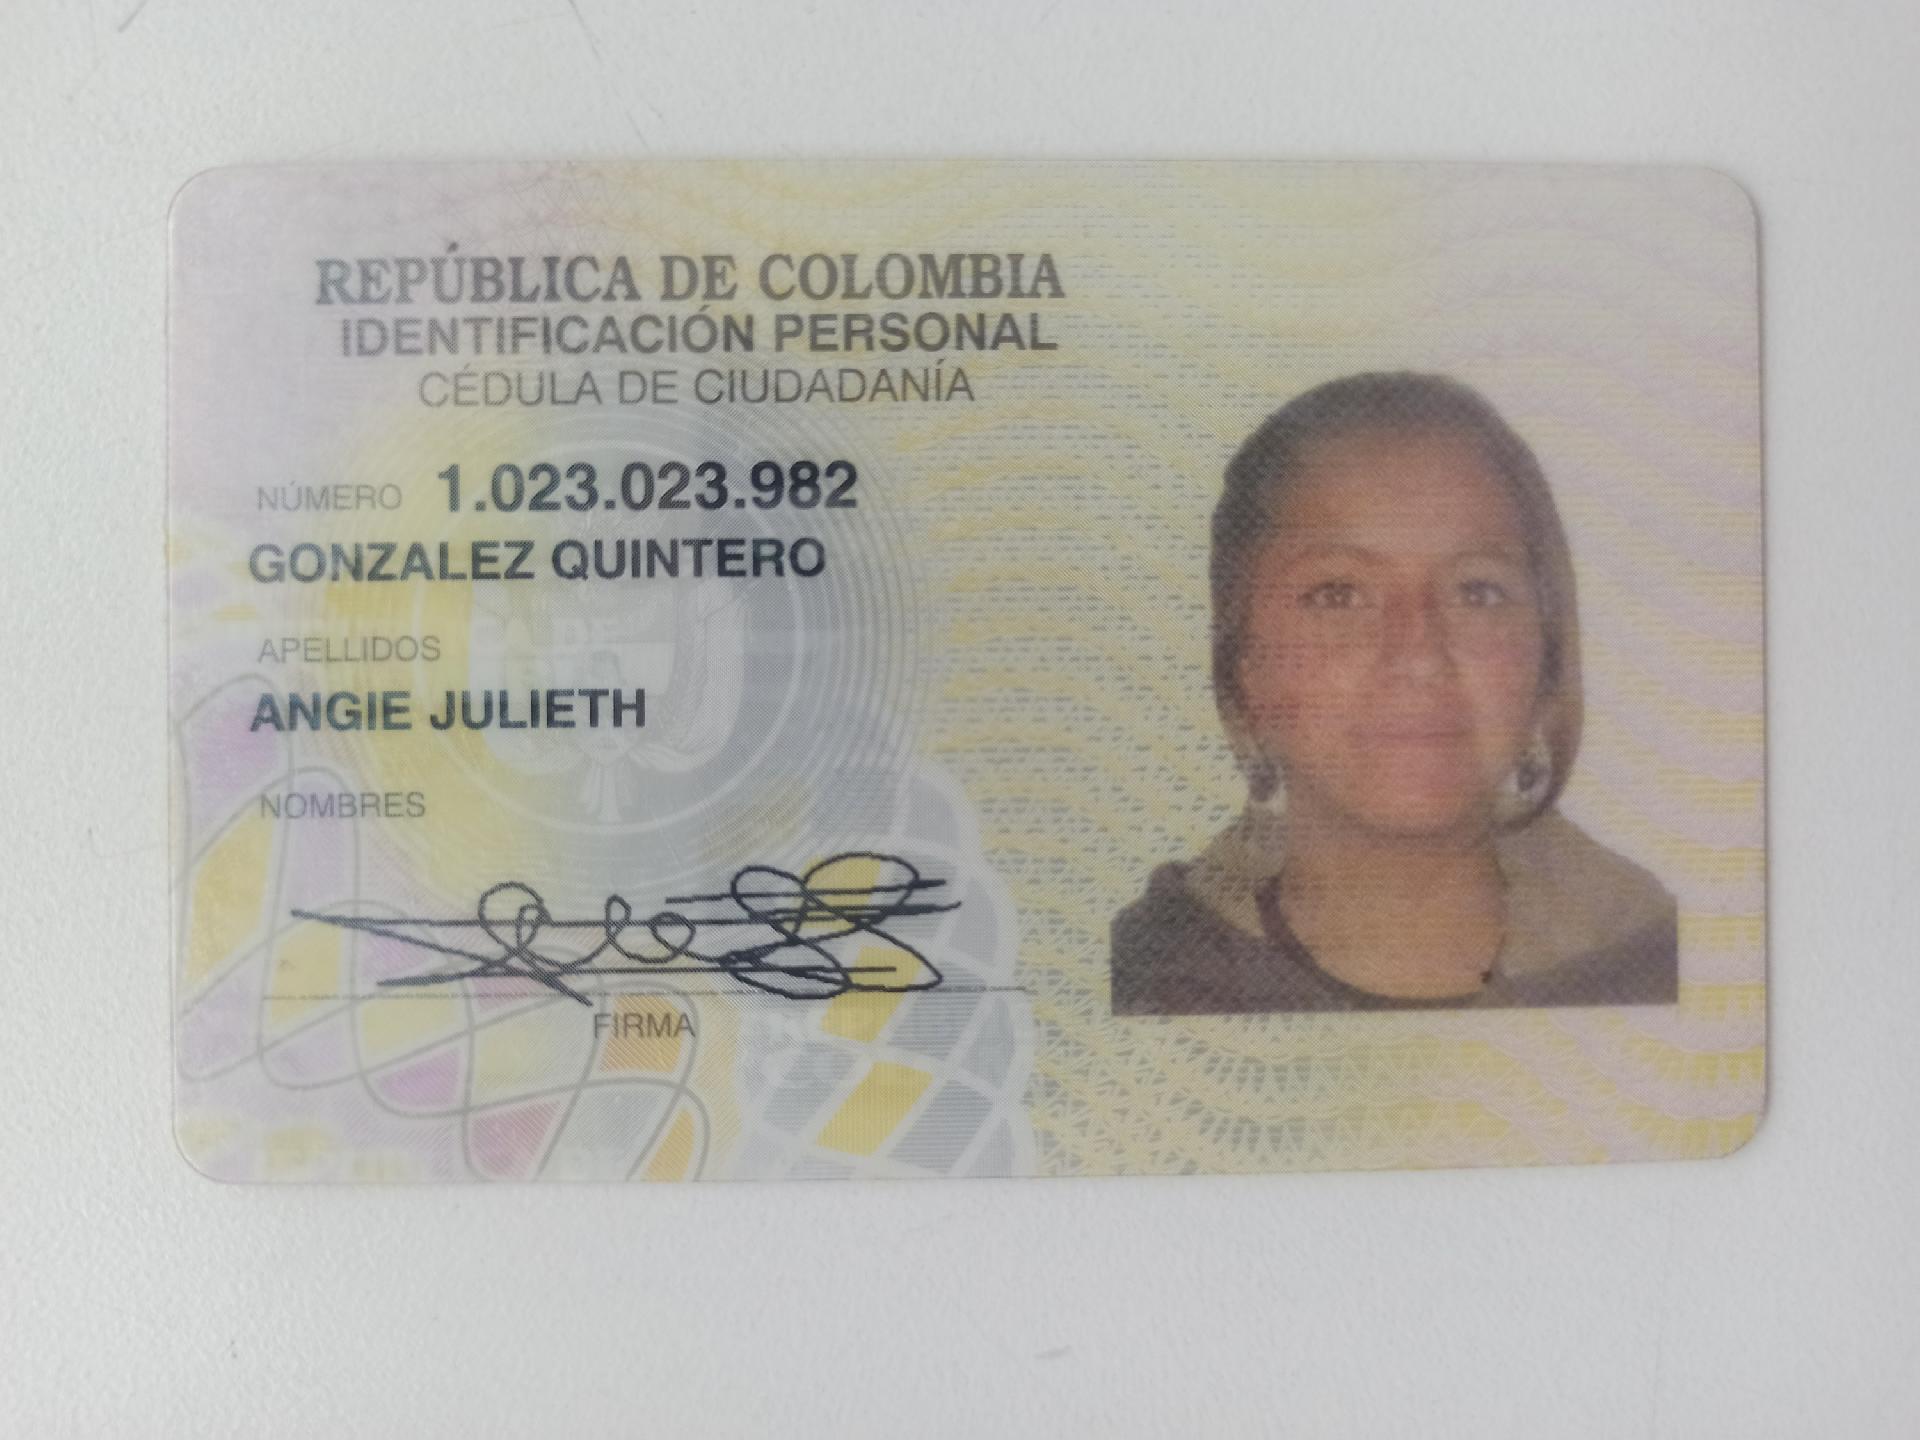 REPÚBLICA DE COLOMBIA
IDENTIFICACIÓN PERSONAL
CÉDULA DE CIUDADANÍA
NÚMERO 1.023.023.982
GONZALEZ QUINTERO
APELLIDOS
ANGIE JULIETH
NOMBRES
FIRMA